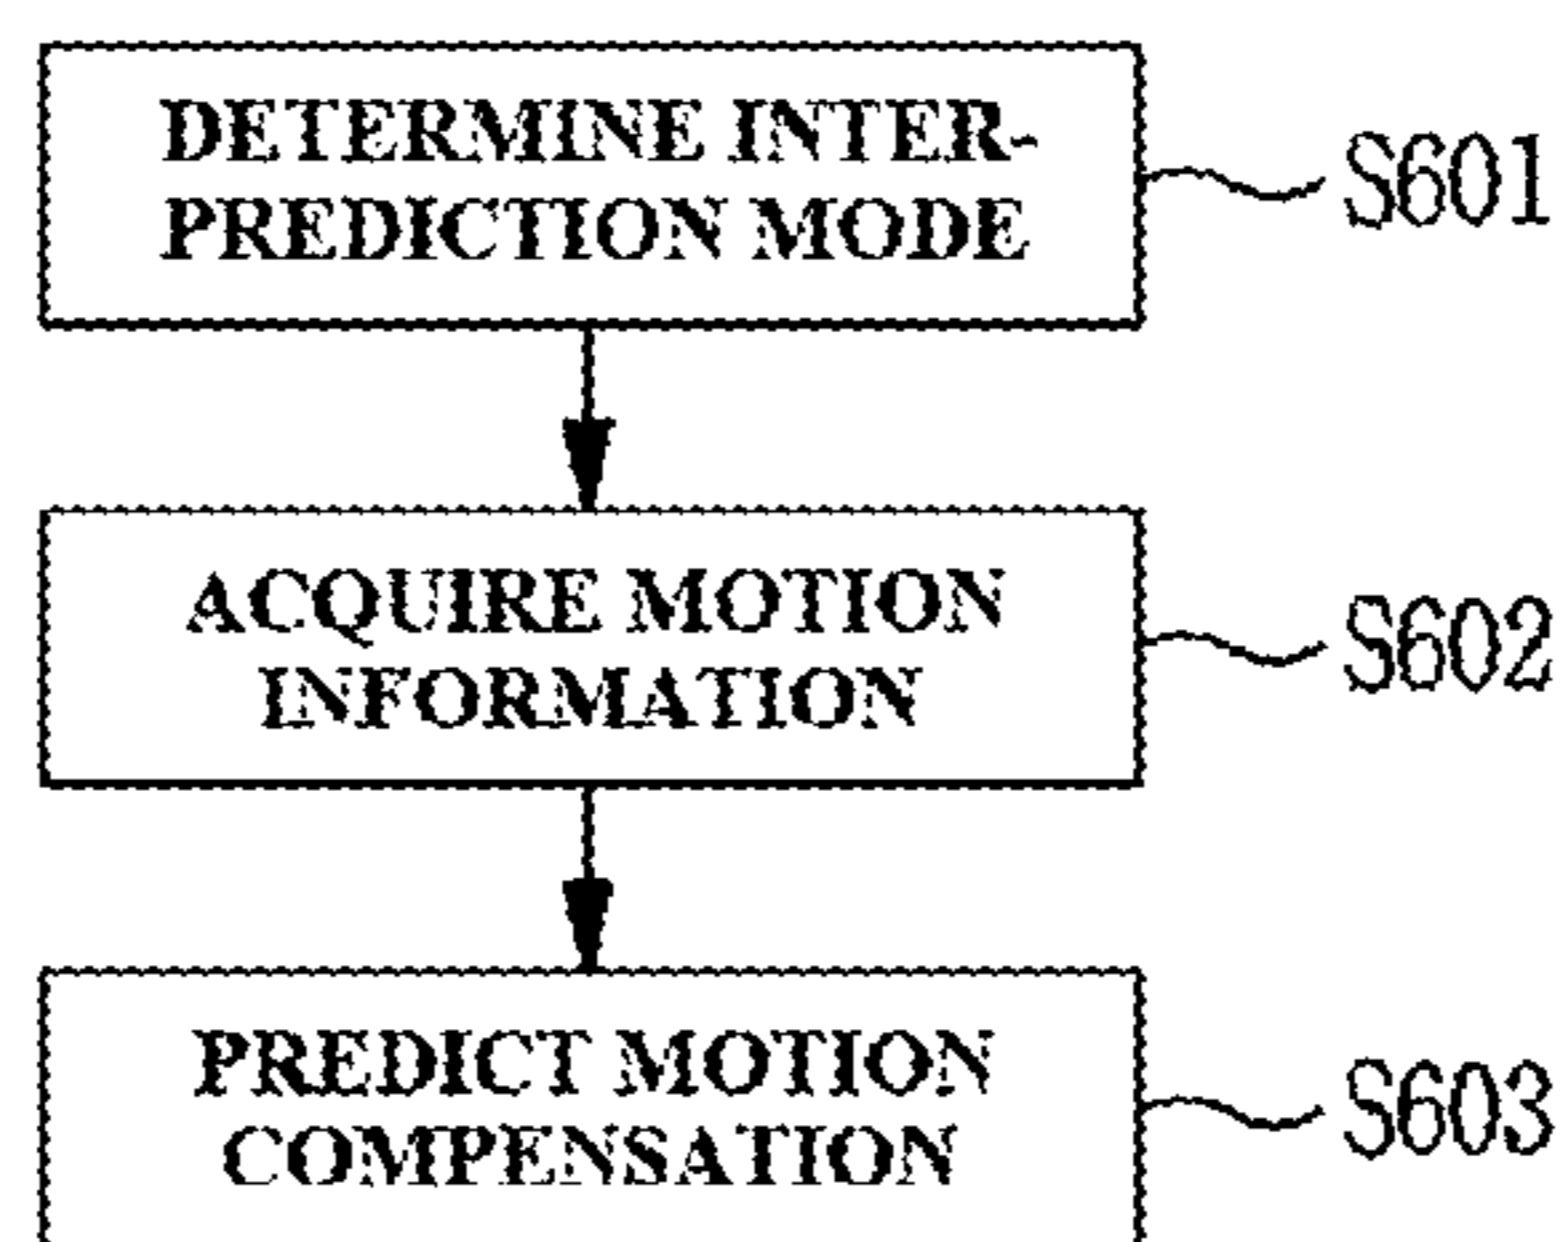 DETERMINE INTER-
PREDICTION MODE
S601
ACQUIRE MOTION
INFORMATION
S602
PREDICT MOTION
COMPENSATION
S603